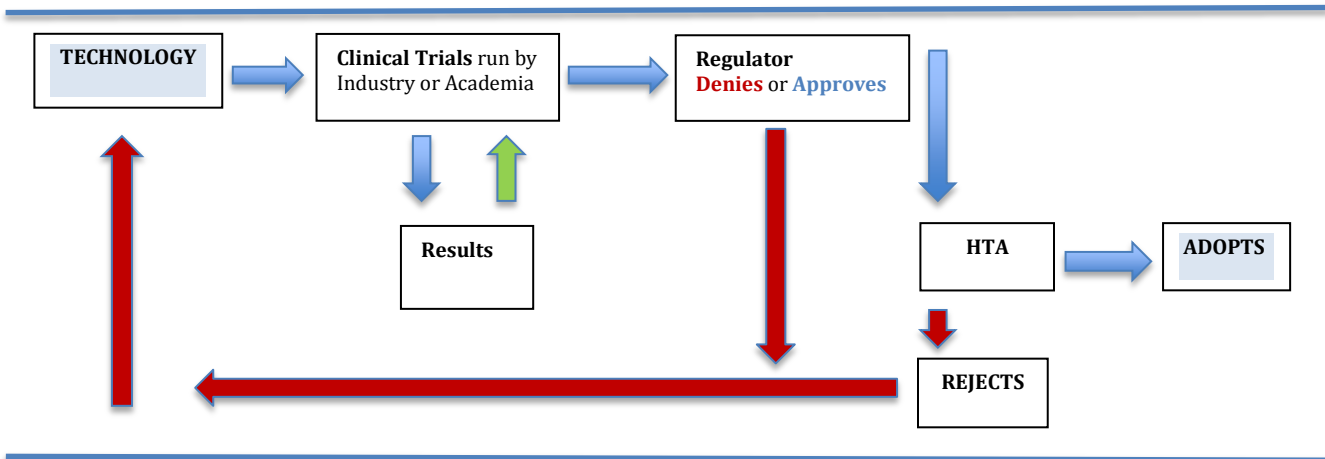 TECHNOLOGY
Clinical Trials run by
Industry or Academia
Regulator
Denies or Approves
Results
HTA
ADOPTS
REJECTS